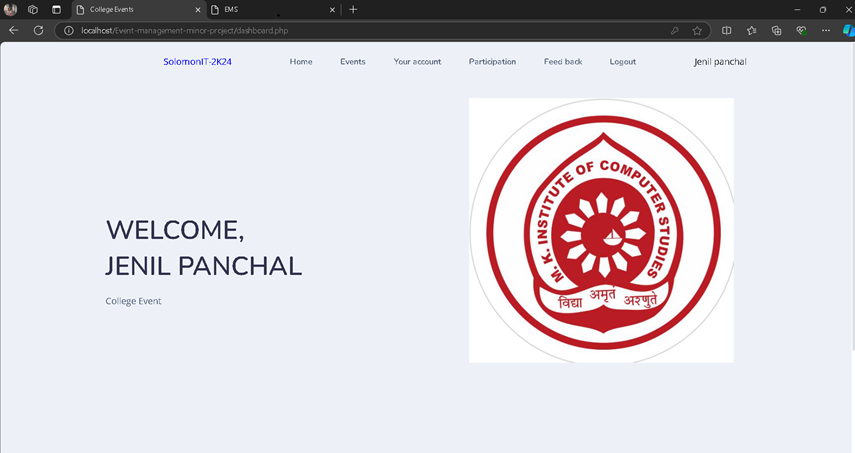 College Events
EMS
localhost/Event-management-minor-project/dashboard.php
SolomonIT-2K24
Home
Events
Your account
Participation
Feed back
Logout
Jenil panchal
M. K. INSTITUTE OF COMPUTER STUDIES
विद्या अमृतं अश्नुते
WELCOME,
JENIL PANCHAL
College Event